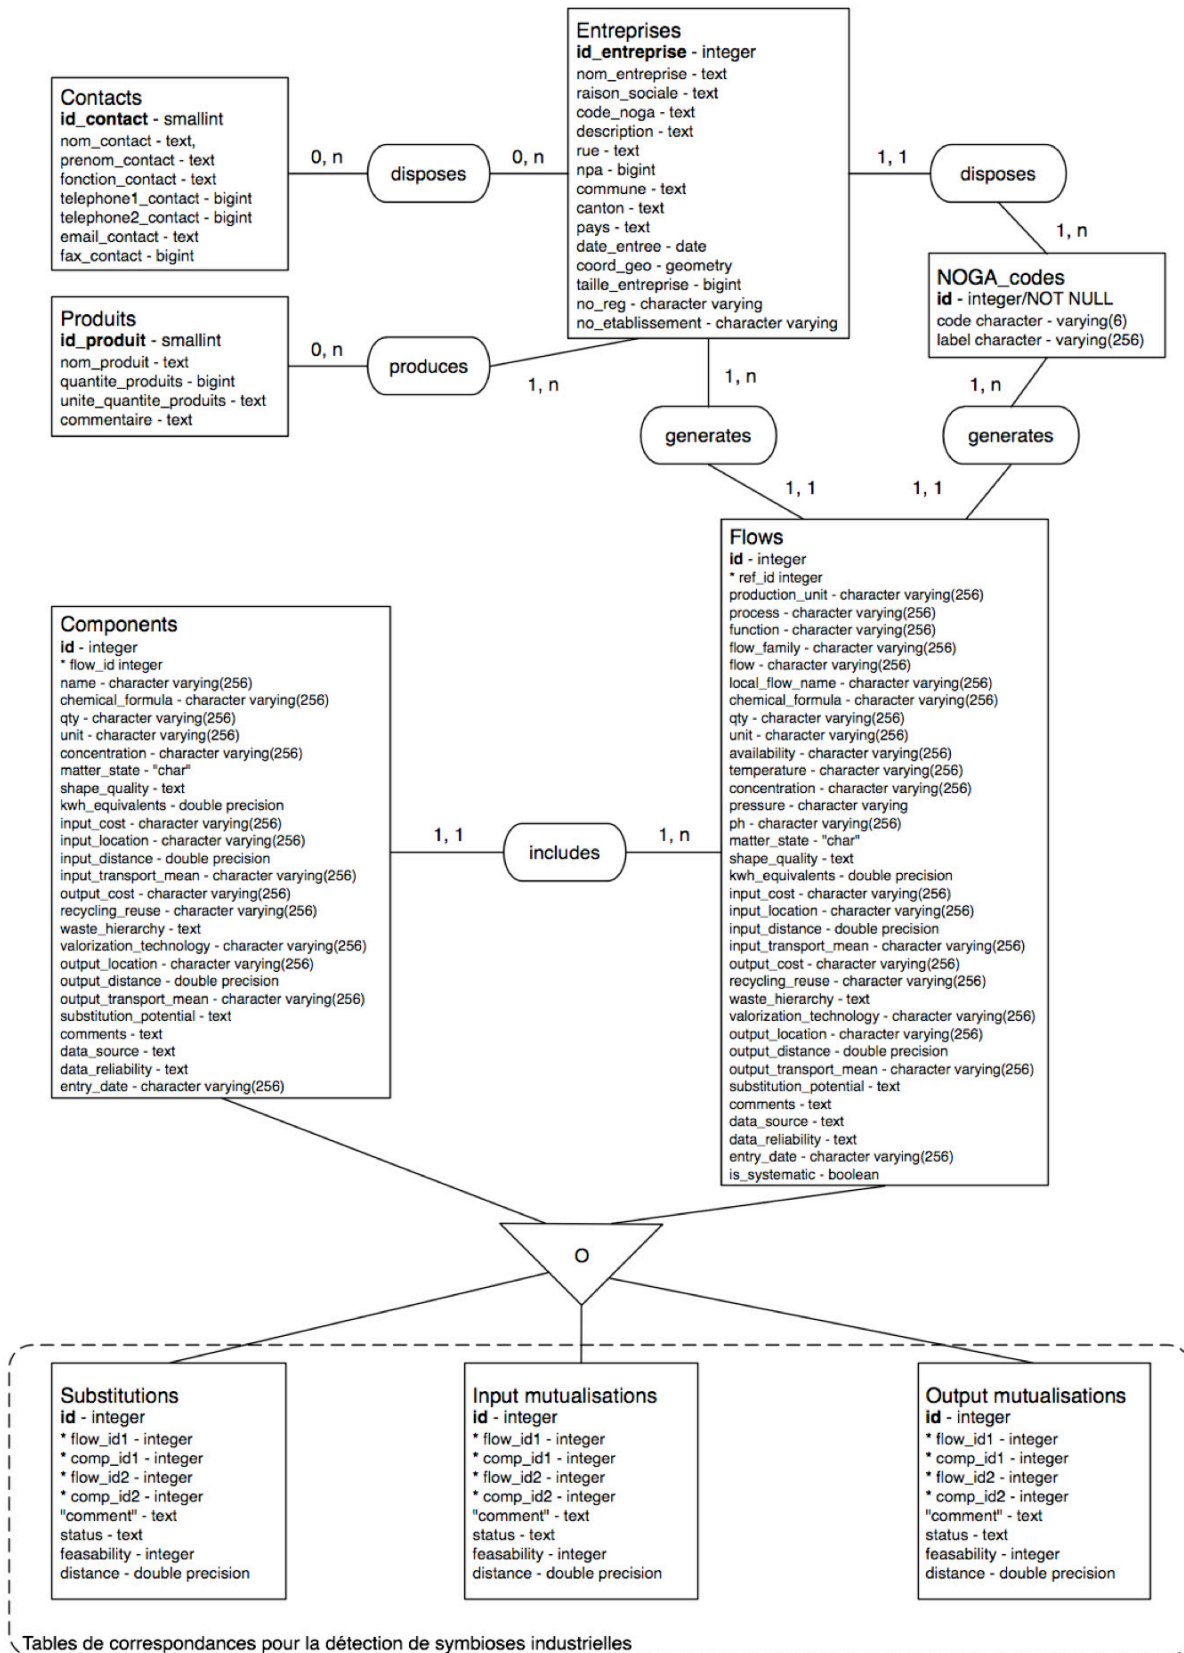 Entreprises
id_entreprise - integer
nom_entreprise - text
raison_sociale - text
code_noga - text
description - text
rue - text
npa - bigint
commune - text
canton - text
pays - text
date_entree - date
coord_geo - geometry
taille_entreprise - bigint
no_reg - character varying
no_etablissement - character varying
Contacts
id_contact - smallint
nom_contact - text,
prenom_contact - text
fonction_contact - text
telephone1_contact - bigint
telephone2_contact - bigint
email_contact - text
fax_contact - bigint
0, n
disposes
0, n
1, 1
disposes
1, n
NOGA_codes
id - integer/NOT NULL
code character - varying(6)
label character - varying(256)
Produits
id_produit - smallint
nom_produit - text
quantite_produits - bigint
unite_quantite_produits - text
commentaire - text
0, n
produces
1, n
1, n
generates
1, 1
1, n
generates
1, 1
Flows
id - integer
* ref_id integer
production_unit - character varying(256)
process - character varying(256)
function - character varying(256)
flow_family - character varying(256)
flow - character varying(256)
local_flow_name - character varying(256)
chemical_formula - character varying(256)
qty - character varying(256)
unit - character varying(256)
availability - character varying(256)
temperature - character varying(256)
concentration - character varying(256)
pressure - character varying
ph - character varying(256)
matter_state - "char"
shape_quality - text
kwh_equivalents - double precision
input_cost - character varying(256)
input_location - character varying(256)
input_distance - double precision
input_transport_mean - character varying(256)
output_cost - character varying(256)
recycling_reuse - character varying(256)
waste_hierarchy - text
valorization_technology - character varying(256)
output_location - character varying(256)
output_distance - double precision
output_transport_mean - character varying(256)
substitution_potential - text
comments - text
data_source - text
data_reliability - text
entry_date - character varying(256)
is_systematic - boolean
Components
id - integer
* flow_id integer
name - character varying(256)
chemical_formula - character varying(256)
qty - character varying(256)
unit - character varying(256)
concentration - character varying(256)
matter_state - "char"
shape_quality - text
kwh_equivalents - double precision
input_cost - character varying(256)
input_location - character varying(256)
input_distance - double precision
input_transport_mean - character varying(256)
output_cost - character varying(256)
recycling_reuse - character varying(256)
waste_hierarchy - text
valorization_technology - character varying(256)
output_location - character varying(256)
output_distance - double precision
output_transport_mean - character varying(256)
substitution_potential - text
comments - text
data_source - text
data_reliability - text
entry_date - character varying(256)
1, 1
includes
1, n
O
Substitutions
id - integer
* flow_id1 - integer
* comp_id1 - integer
* flow_id2 - integer
* comp_id2 - integer
"comment" - text
status - text
feasability - integer
distance - double precision
Input mutualisations
id - integer
* flow_id1 - integer
* comp_id1 - integer
* flow_id2 - integer
* comp_id2 - integer
"comment" - text
status - text
feasability - integer
distance - double precision
Output mutualisations
id - integer
* flow_id1 - integer
* comp_id1 - integer
* flow_id2 - integer
* comp_id2 - integer
"comment" - text
status - text
feasability - integer
distance - double precision
Tables de correspondances pour la détection de symbioses industrielles